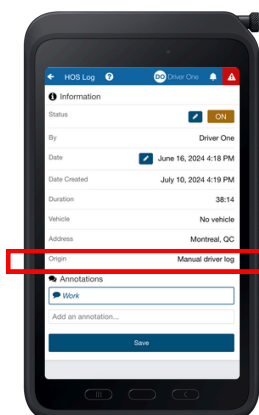 HOS Log ? DO Driver One
Information
Status ON
By Driver One
Date June 16, 2024 4:18 PM
Date Created July 10, 2024 4:19 PM
Duration 38:14
Vehicle No vehicle
Address Montreal, QC
Origin Manual driver log
Annotations
Work
Add an annotation...
Save